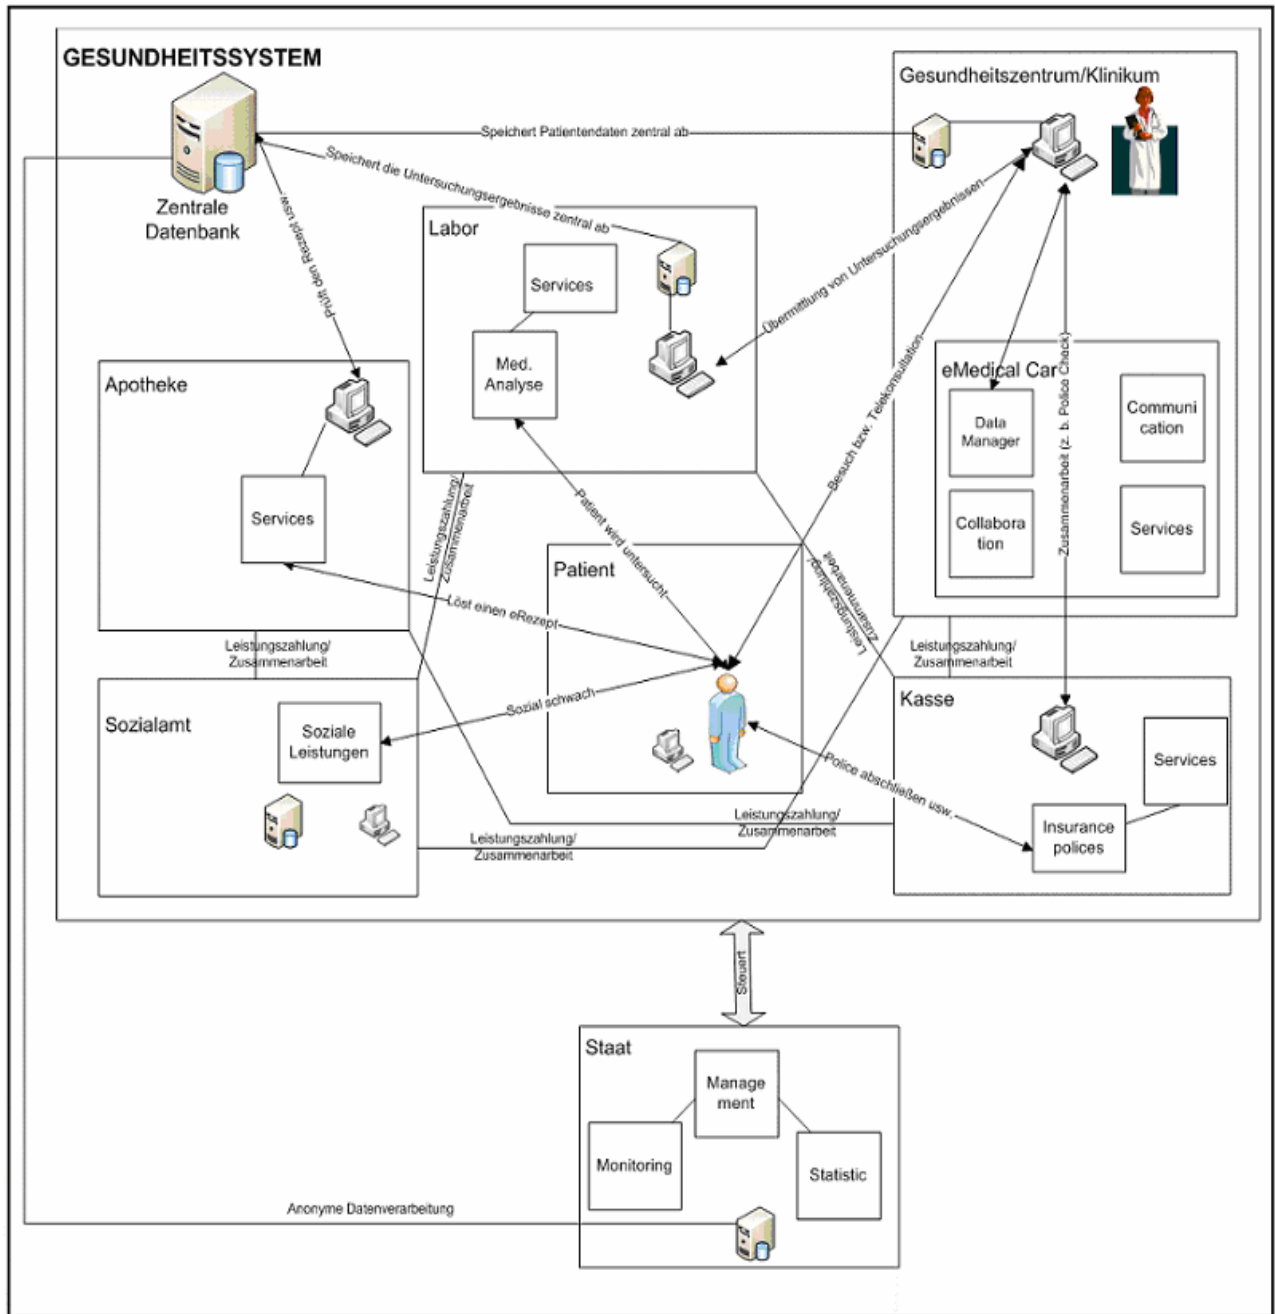 GESUNDHEITSSYSTEM
Gesundheitszentrum/Klinikum
Speichert Patientendaten zentral ab
Speichert die Untersuchungsergebnisse zentral ab
Zentrale
Datenbank
Prüft den Rezept usw.
Labor
Services
Med.
Analyse
Übermittlung von Untersuchungsergebnissen
Besuch bzw. Telekonsultation
Zusammenarbeit (z. b. Police Check)
eMedical Car
Data
Manager
Communi
cation
Collabora
tion
Services
Apotheke
Services
Leistungszahlung/
Zusammenarbeit
Patient wird untersucht
Patient
Löst einen eRezept
Leistungszahlung/
Zusammenarbeit
Leistungszahlung/
Zusammenarbeit
Leistungszahlung/
Zusammenarbeit
Sozialamt
Soziale
Leistungen
Sozial schwach
Kasse
Services
Police abschließen usw.
Insurance
polices
Leistungszahlung/
Zusammenarbeit
Leistungszahlung/
Zusammenarbeit
Steuert
Staat
Manage
ment
Monitoring
Statistic
Anonyme Datenverarbeitung